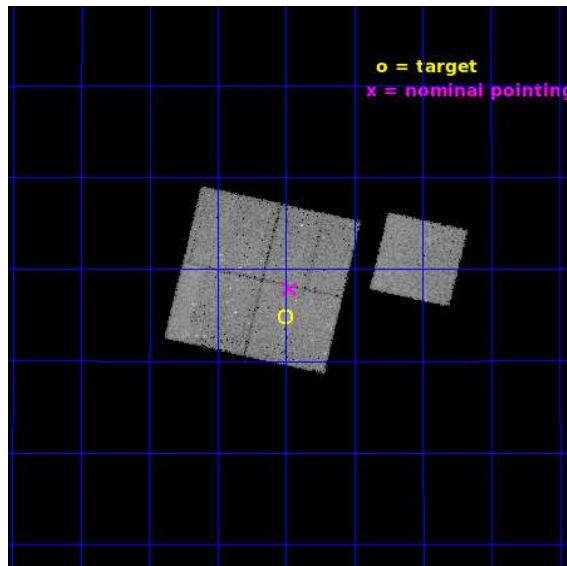 o = target
x = nominal pointing